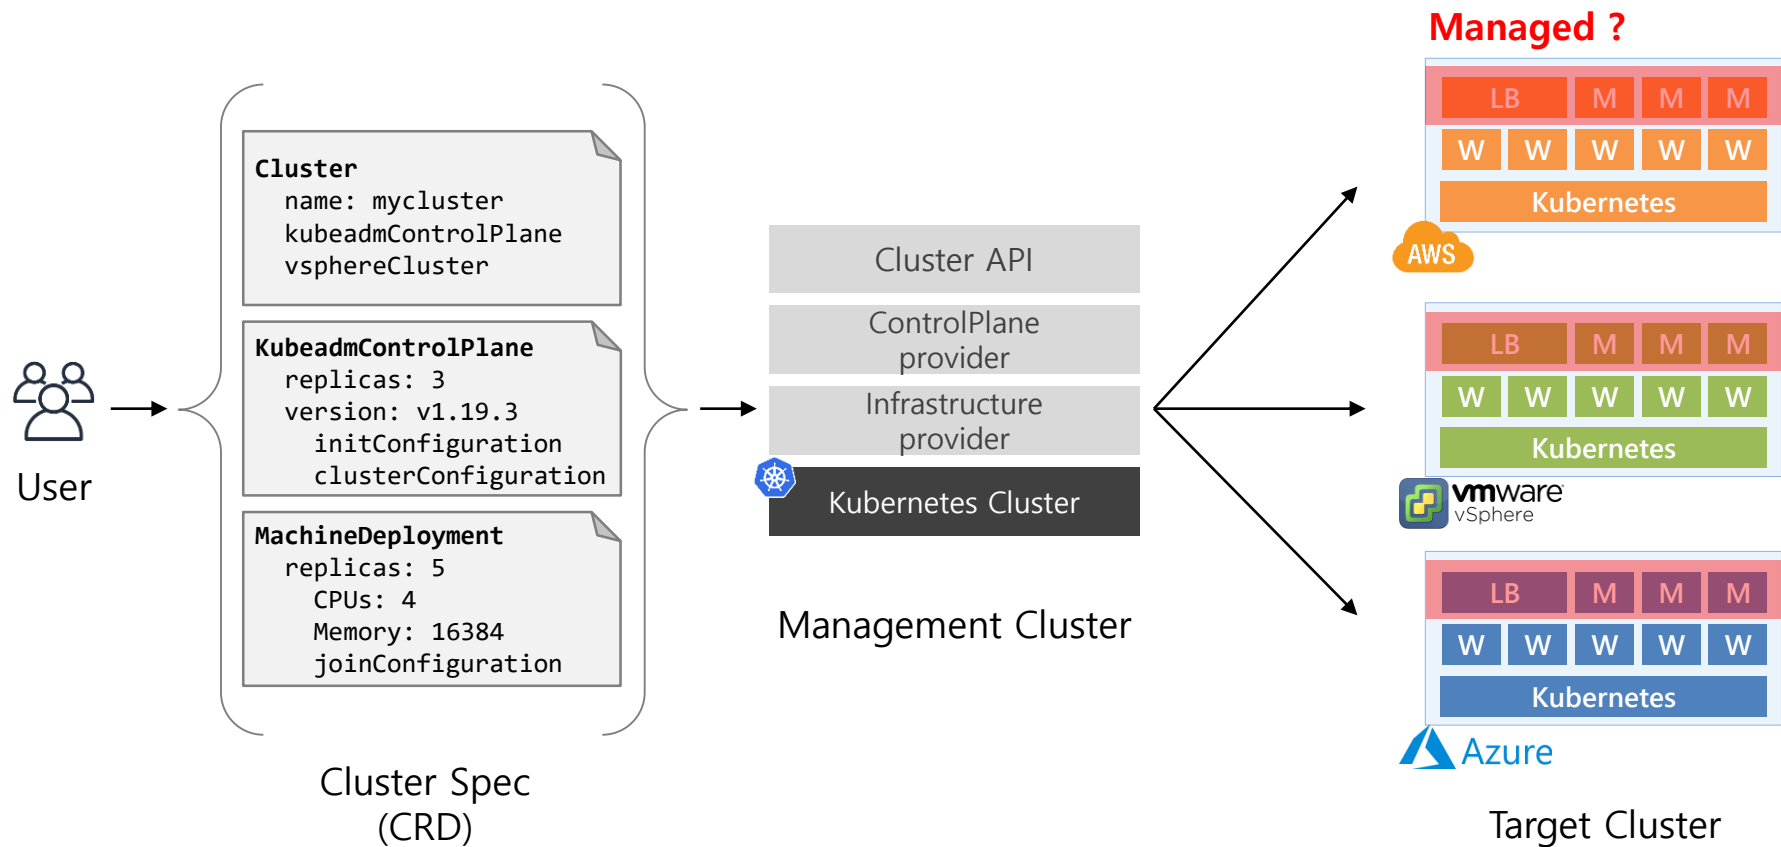 Managed ?
User
Cluster
name: mycluster
kubeadmControlPlane
vsphereCluster
KubeadmControlPlane
replicas: 3
version: v1.19.3
initConfiguration
clusterConfiguration
MachineDeployment
replicas: 5
CPUs: 4
Memory: 16384
joinConfiguration
Cluster Spec
(CRD)
Cluster API
ControlPlane
provider
Infrastructure
provider
Kubernetes Cluster
Management Cluster
LB M M M
W W W W W
Kubernetes
AWS
LB M M M
W W W W W
Kubernetes
vmware
vSphere
LB M M M
W W W W W
Kubernetes
Azure
Target Cluster